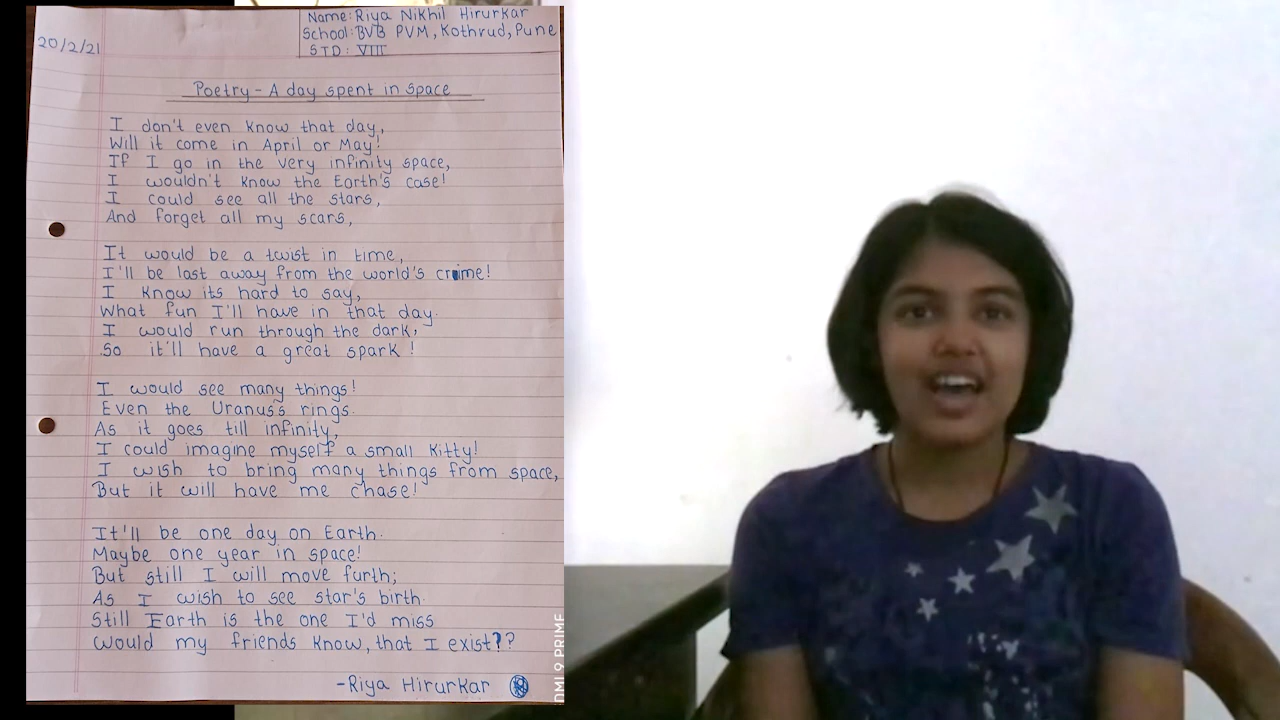 20/2/21
Name: Riya Nikhil Hirurkar
School: BVB PVM, Kothrud, Pune
STD: VIII
Poetry - A day spent in space
I don't even know that day,
Will it come in April or May!
If I go in the very infinity space,
I wouldn't know the Earth's case!
I could see all the stars,
And forget all my scars,
It would be a twist in time,
I'll be last away from the world's crime!
I know its hard to say,
What fun I'll have in that day.
I would run through the dark,
So it'll have a great spark!
I would see many things!
Even the Uranus's rings.
As it goes till infinity,
I could imagine myself a small kitty!
I wish to bring many things from space,
But it will have me chase!
It'll be one day on Earth.
Maybe one year in space!
But still I will move furth;
As I wish to see star's birth.
Still Earth is the one I'd miss
Would my friends know, that I exist??
-Riya Hirurkar
DMI 9 PRIME